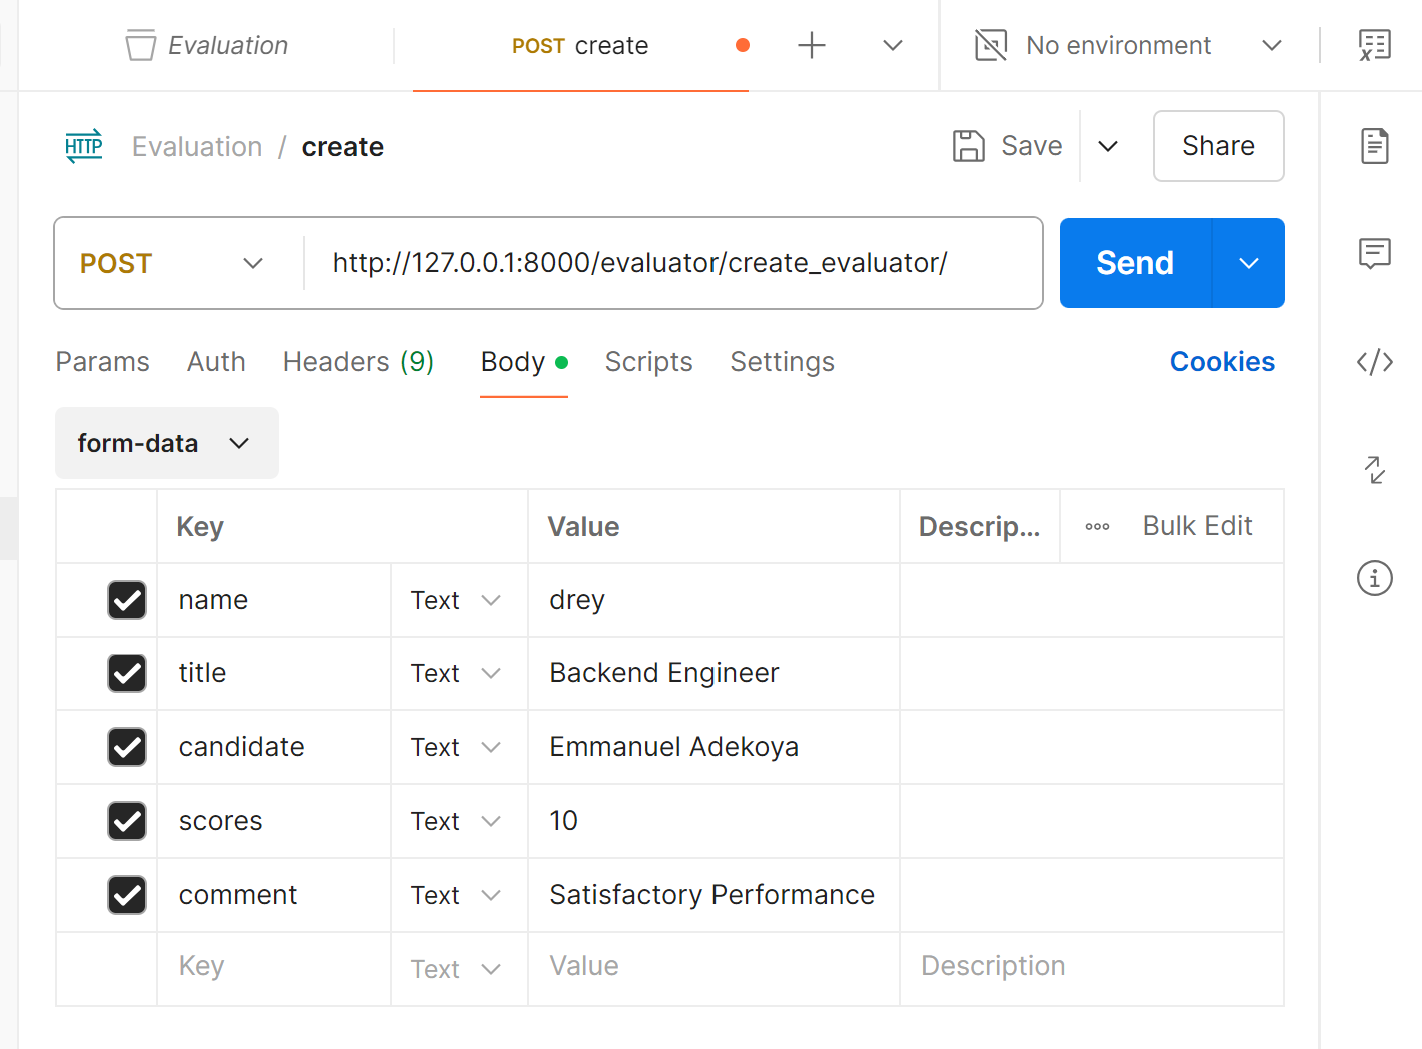 Evaluation
POST create
No environment
HTTP Evaluation / create
Save
Share
POST
http://127.0.0.1:8000/evaluator/create_evaluator/
Send
Params Auth Headers (9) Body Scripts Settings Cookies
form-data
Key Value Descrip... Bulk Edit
name Text drey
title Text Backend Engineer
candidate Text Emmanuel Adekoya
scores Text 10
comment Text Satisfactory Performance
Key Text Value Description